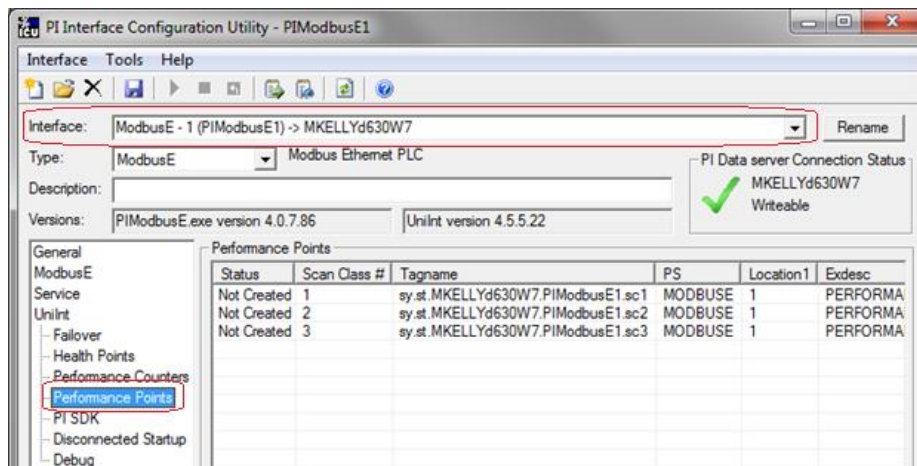 PI Interface Configuration Utility - PIModbusE1
Interface Tools Help
Interface: ModbusE - 1 (PIModbusE1) -> MKELLYd630W7 Rename
Type: ModbusE Modbus Ethernet PLC
PI Data server Connection Status
MKELLYd630W7
Writeable
Description:
Versions: PIModbusE.exe version 4.0.7.86 UniInt version 4.5.5.22
General
ModbusE
Service
UniInt
Failover
Health Points
Performance Counters
Performance Points
PI SDK
Disconnected Startup
Debug
Performance Points
Status Scan Class # Tagname PS Location1 Exdesc
Not Created 1 sy.st.MKELLYd630W7.PIModbusE1.sc1 MODBUSE 1 PERFORMA
Not Created 2 sy.st.MKELLYd630W7.PIModbusE1.sc2 MODBUSE 1 PERFORMA
Not Created 3 sy.st.MKELLYd630W7.PIModbusE1.sc3 MODBUSE 1 PERFORMA